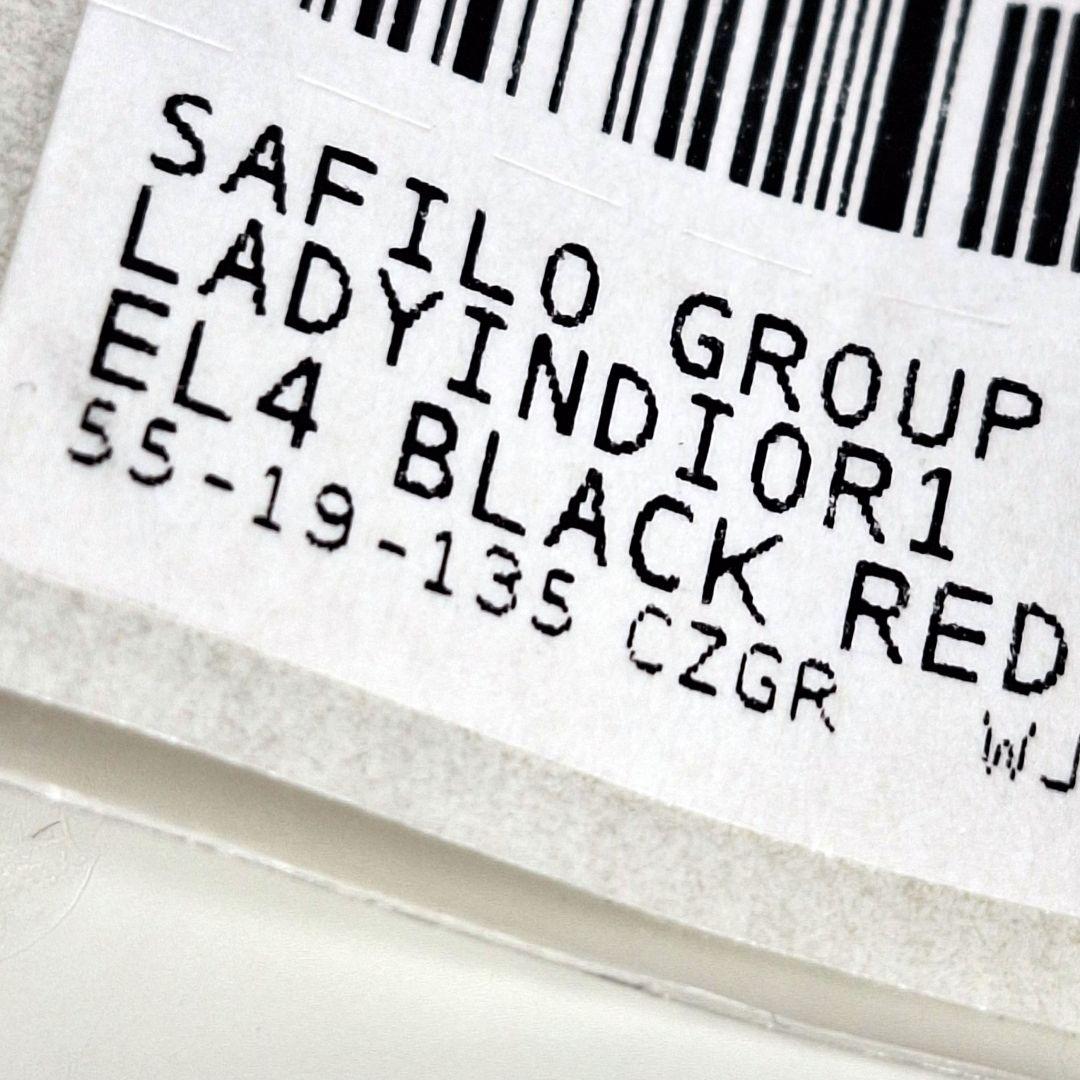 SAFILO GROUP
LADYINDIOR1
EL4 BLACK RED
55-19-135 CZGR